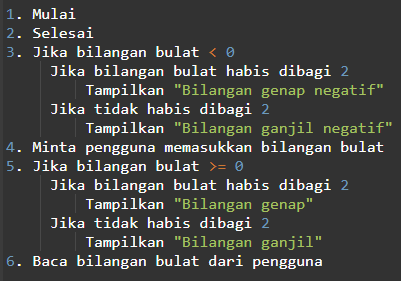 1. Mulai
2. Selesai
3. Jika bilangan bulat < 0
Jika bilangan bulat habis dibagi 2
Tampilkan "Bilangan genap negatif"
Jika tidak habis dibagi 2
Tampilkan "Bilangan ganjil negatif"
4. Minta pengguna memasukkan bilangan bulat
5. Jika bilangan bulat >= 0
Jika bilangan bulat habis dibagi 2
Tampilkan "Bilangan genap"
Jika tidak habis dibagi 2
Tampilkan "Bilangan ganjil"
6. Baca bilangan bulat dari pengguna